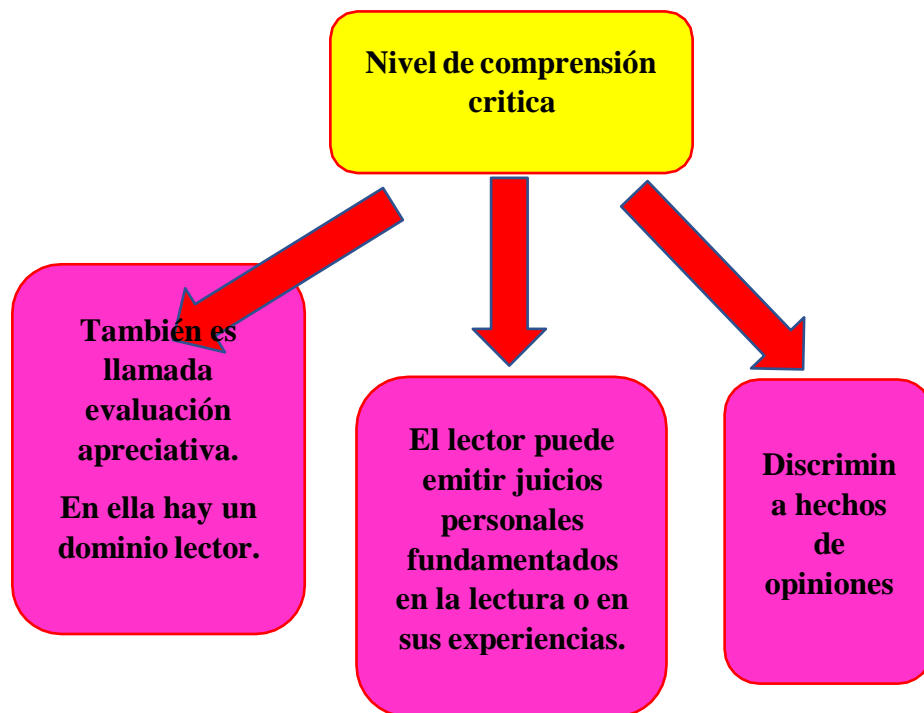 Nivel de comprensión
critica
También es
llamada
evaluación
apreciativa.
En ella hay un
dominio lector.
El lector puede
emitir juicios
personales
fundamentados
en la lectura o en
sus experiencias.
Discrimin
a hechos
de
opiniones